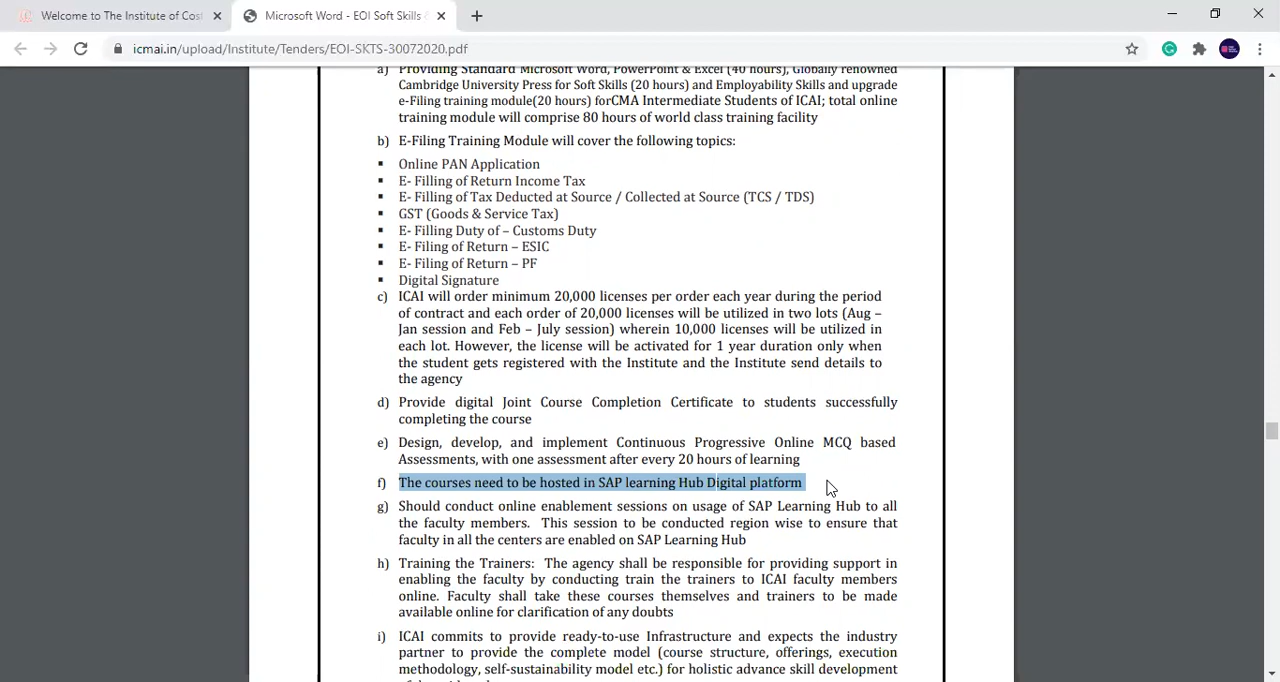 Welcome to The Institute of Cost
Microsoft Word - EOI Soft Skills &
icmai.in/upload/Institute/Tenders/EOI-SKTS-30072020.pdf
a) Providing Standard Microsoft Word, PowerPoint & Excel (40 hours), Globally renowned
Cambridge University Press for Soft Skills (20 hours) and Employability Skills and upgrade
e-Filing training module(20 hours) forCMA Intermediate Students of ICAI; total online
training module will comprise 80 hours of world class training facility
b) E-Filing Training Module will cover the following topics:
▪ Online PAN Application
▪ E- Filling of Return Income Tax
▪ E- Filling of Tax Deducted at Source / Collected at Source (TCS / TDS)
▪ GST (Goods & Service Tax)
▪ E- Filling Duty of – Customs Duty
▪ E- Filing of Return – ESIC
▪ E- Filing of Return – PF
▪ Digital Signature
c) ICAI will order minimum 20,000 licenses per order each year during the period
of contract and each order of 20,000 licenses will be utilized in two lots (Aug –
Jan session and Feb – July session) wherein 10,000 licenses will be utilized in
each lot. However, the license will be activated for 1 year duration only when
the student gets registered with the Institute and the Institute send details to
the agency
d) Provide digital Joint Course Completion Certificate to students successfully
completing the course
e) Design, develop, and implement Continuous Progressive Online MCQ based
Assessments, with one assessment after every 20 hours of learning
f) The courses need to be hosted in SAP learning Hub Digital platform
g) Should conduct online enablement sessions on usage of SAP Learning Hub to all
the faculty members. This session to be conducted region wise to ensure that
faculty in all the centers are enabled on SAP Learning Hub
h) Training the Trainers: The agency shall be responsible for providing support in
enabling the faculty by conducting train the trainers to ICAI faculty members
online. Faculty shall take these courses themselves and trainers to be made
available online for clarification of any doubts
i) ICAI commits to provide ready-to-use Infrastructure and expects the industry
partner to provide the complete model (course structure, offerings, execution
methodology, self-sustainability model etc.) for holistic advance skill development